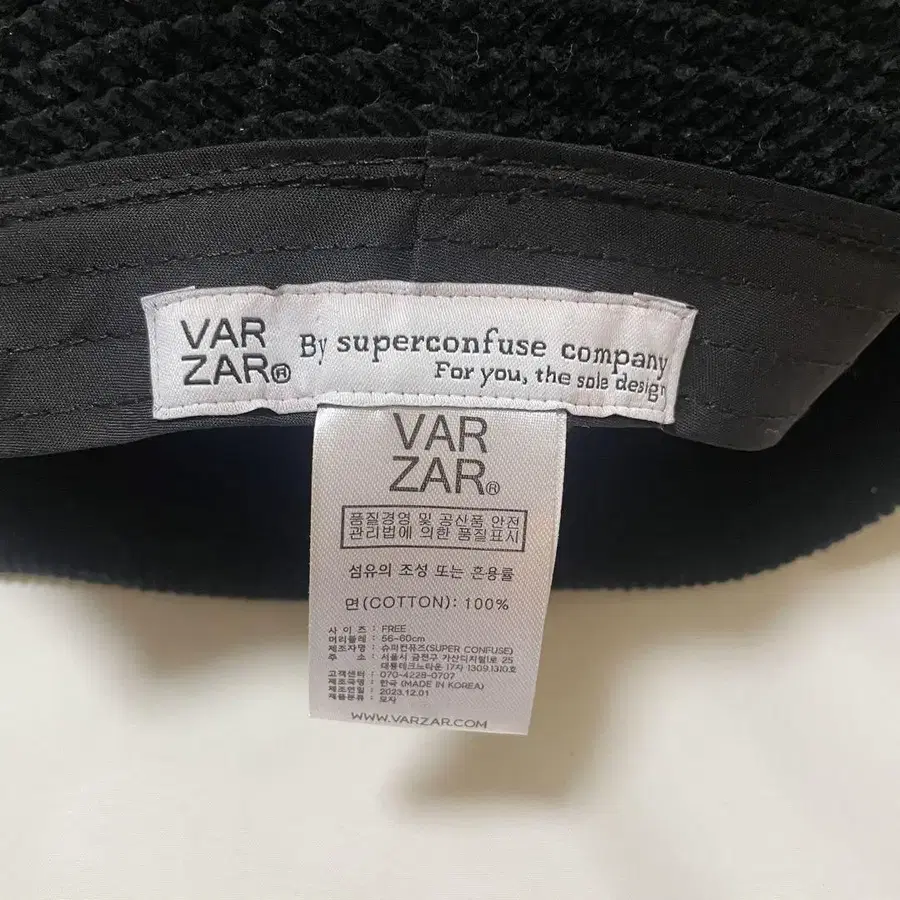 VAR
ZAR®
By superconfuse company
For you, the sole design
VAR
ZAR®
품질경영 및 공산품 안전
관리법에 의한 품질표시
섬유의 조성 또는 혼용률
면(COTTON): 100%
사 이 즈 : FREE
머리둘레 : 56~60cm
제조자명 : 슈퍼컨퓨즈(SUPER CONFUSE)
주 소 : 서울시 금천구 가산디지털1로 25
대륭테크노타운 17차 1309,1310호
고객센터 : 070-4228-0707
제조국명 : 한국 (MADE IN KOREA)
제조연월 : 2023.12.01
제품분류 : 모자
WWW.VARZAR.COM